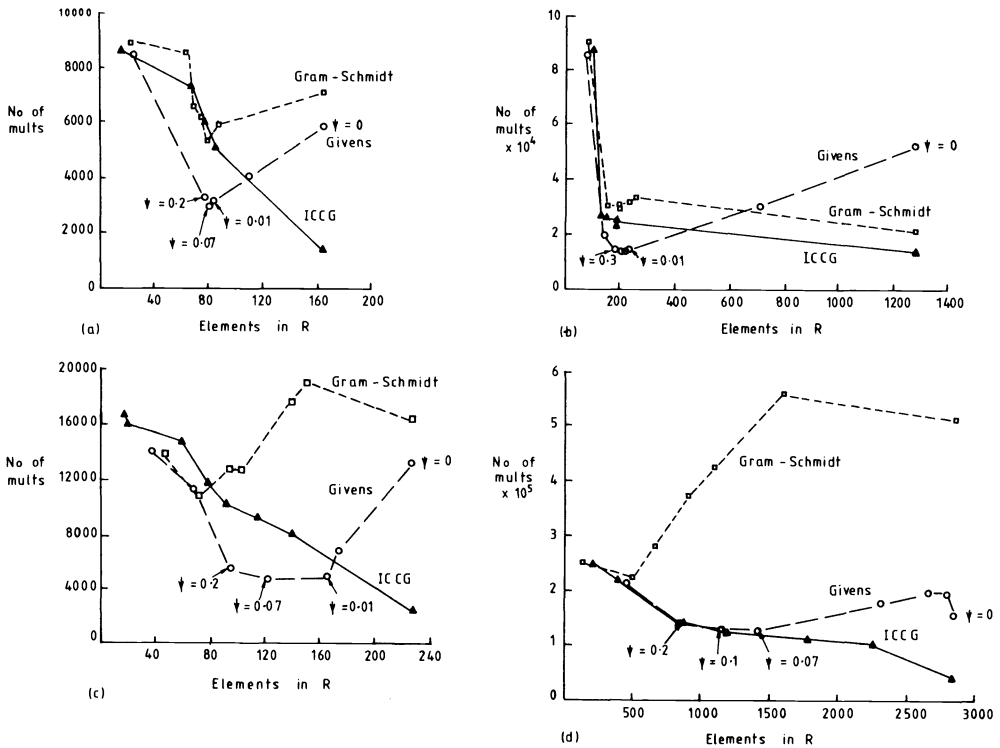 10000
8000
6000
4000
2000
0
No of
mults
Gram-Schmidt
ψ = 0
Givens
ψ = 0.2
ψ = 0.01
ψ = 0.07
ICCG
40 80 120 160 200
(a)
Elements in R
10
8
6
4
2
0
No of
mults
x 10⁴
Givens
ψ = 0
Gram-Schmidt
ψ = 0.3
ψ = 0.01
ICCG
200 400 600 800 1000 1200 1400
(b)
Elements in R
20000
16000
12000
8000
4000
0
No of
mults
Gram-Schmidt
ψ = 0
Givens
ψ = 0.2
ψ = 0.07
ψ = 0.01
ICCG
40 80 120 160 200 240
(c)
Elements in R
6
5
4
3
2
1
0
No of
mults
x 10⁵
Gram-Schmidt
Givens
ψ = 0
ICCG
ψ = 0.2
ψ = 0.1
ψ = 0.07
500 1000 1500 2000 2500 3000
(d)
Elements in R